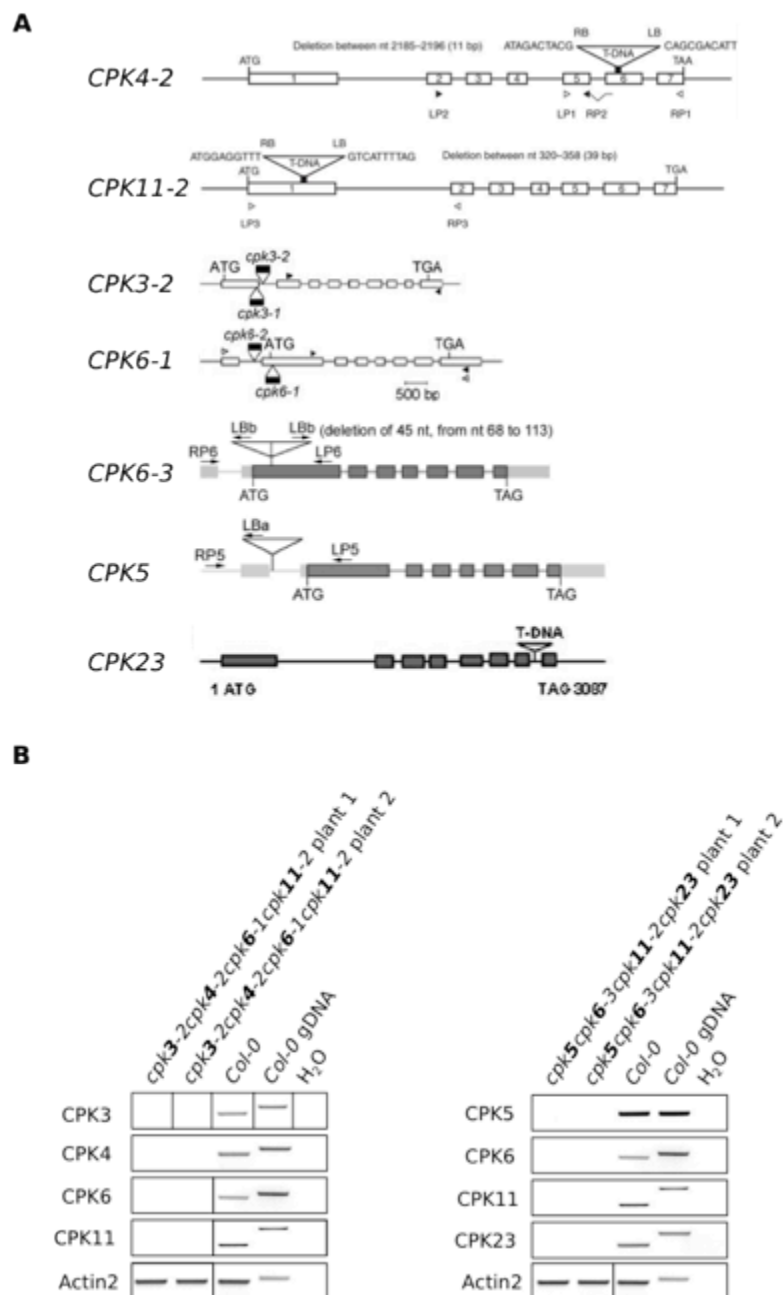 A
Deletion between nt 2185–2196 (11 bp)
ATAGACTACG
RB
LB
CAGCGACATT
T-DNA
ATG
TAA
CPK4-2
1
2
3
4
5
6
7
LP2
LP1
RP2
RP1
ATGGAGGTTT
RB
LB
GTCATTTTAG
T-DNA
Deletion between nt 320–358 (39 bp)
ATG
TGA
CPK11-2
1
2
3
4
5
6
7
LP3
RP3
cpk3-2
ATG
TGA
CPK3-2
cpk3-1
cpk6-2
ATG
TGA
CPK6-1
cpk6-1
500 bp
LBb
LBb
(deletion of 45 nt, from nt 68 to 113)
RP6
LP6
CPK6-3
ATG
TAG
LBa
RP5
LP5
CPK5
ATG
TAG
T-DNA
CPK23
1 ATG
TAG 3087
B
cpk3-2cpk4-2cpk6-1cpk11-2 plant 1
cpk3-2cpk4-2cpk6-1cpk11-2 plant 2
Col-0
Col-0 gDNA
H₂O
CPK3
CPK4
CPK6
CPK11
Actin2
cpk5cpk6-3cpk11-2cpk23 plant 1
cpk5cpk6-3cpk11-2cpk23 plant 2
Col-0
Col-0 gDNA
H₂O
CPK5
CPK6
CPK11
CPK23
Actin2